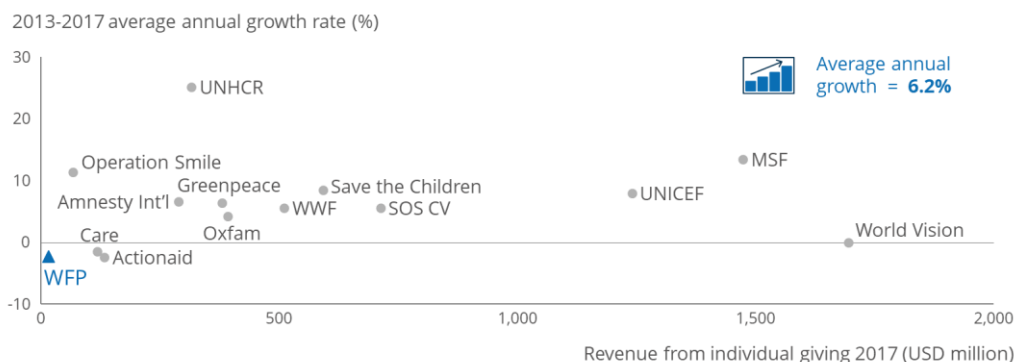 2013-2017 average annual growth rate (%)
30
Average annual
growth = 6.2%
UNHCR
20
Operation Smile
MSF
10
Greenpeace
Save the Children
UNICEF
Amnesty Int'l
WWF
SOS CV
Oxfam
Care
World Vision
0
Actionaid
WFP
-10
0
500
1,000
1,500
2,000
Revenue from individual giving 2017 (USD million)